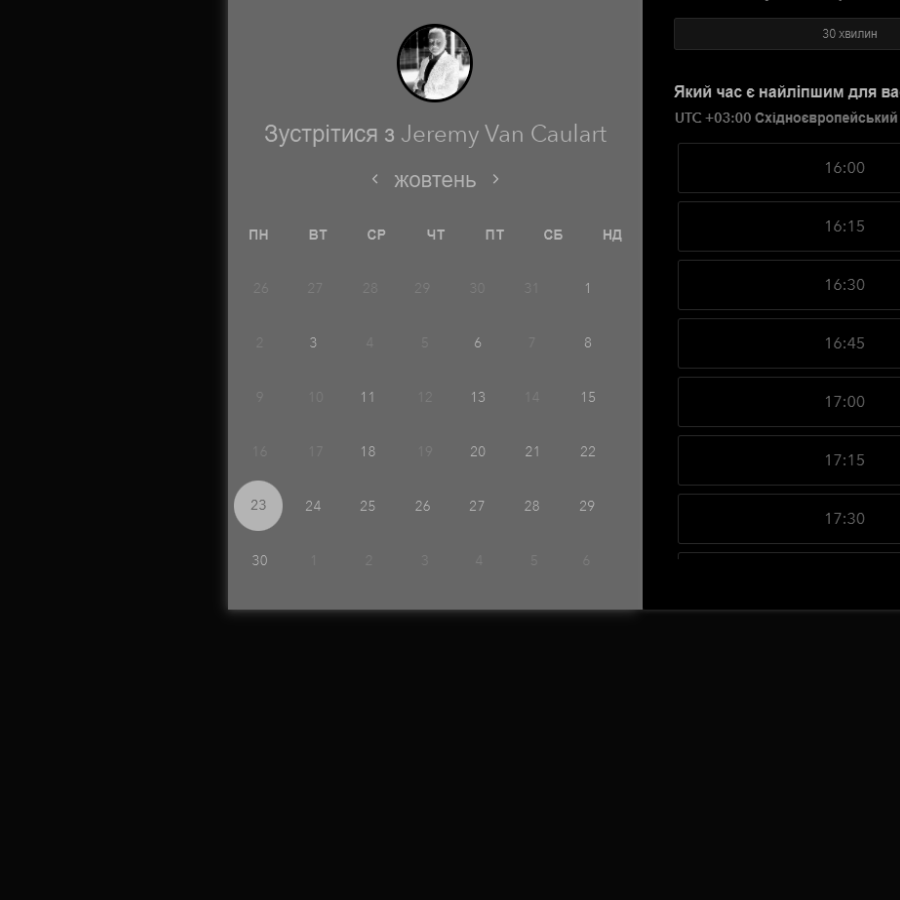 Зустрітися з Jeremy Van Caulart
жовтень
ПН ВТ СР ЧТ ПТ СБ НД
26 27 28 29 30 31 1
2 3 4 5 6 7 8
9 10 11 12 13 14 15
16 17 18 19 20 21 22
23 24 25 26 27 28 29
30 1 2 3 4 5 6
30 хвилин
Який час є найліпшим для ва
UTC +03:00 Східноєвропейський
16:00
16:15
16:30
16:45
17:00
17:15
17:30